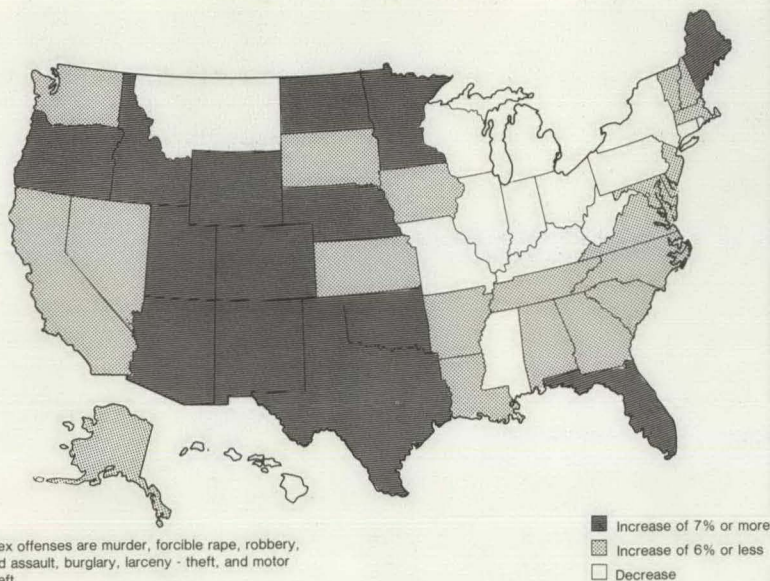 ex offenses are murder, forcible rape, robbery,
d assault, burglary, larceny - theft, and motor
eft
Increase of 7% or more
Increase of 6% or less
Decrease